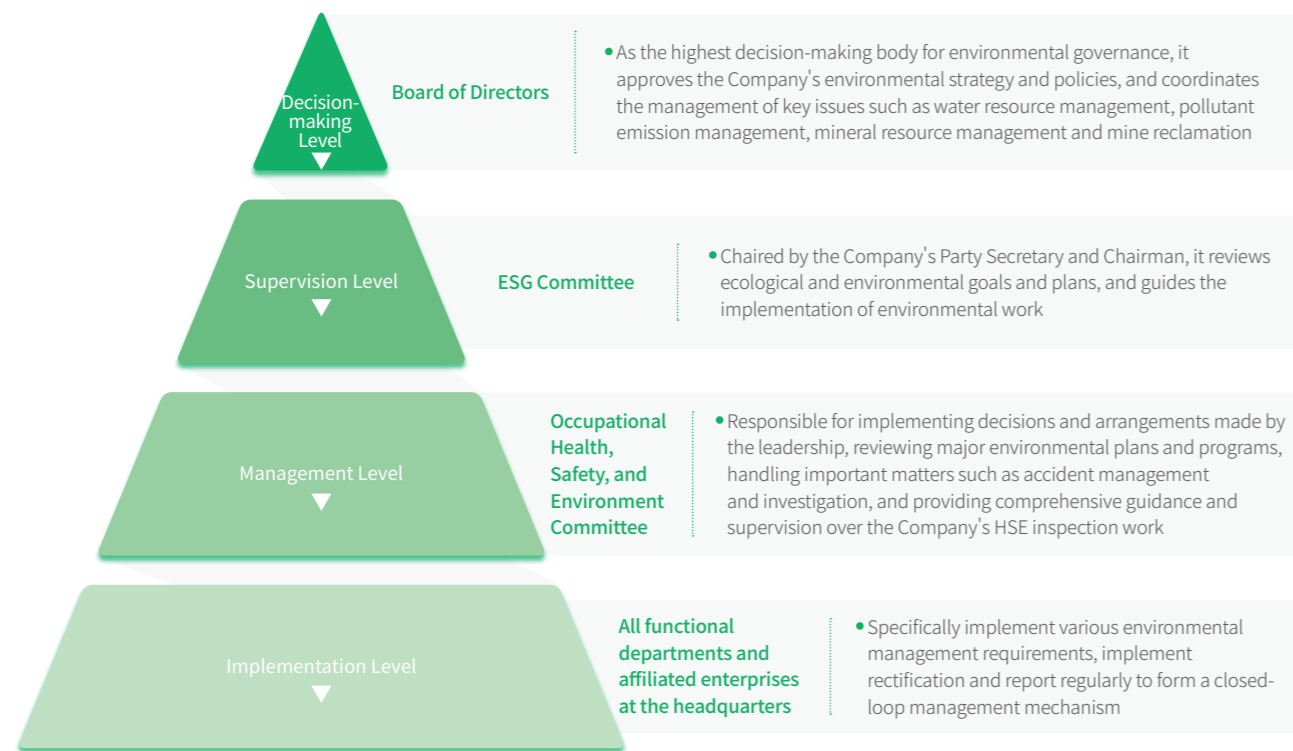 Decision-
making
Level
Board of Directors
• As the highest decision-making body for environmental governance, it
approves the Company's environmental strategy and policies, and coordinates
the management of key issues such as water resource management, pollutant
emission management, mineral resource management and mine reclamation
Supervision Level
ESG Committee
• Chaired by the Company's Party Secretary and Chairman, it reviews
ecological and environmental goals and plans, and guides the
implementation of environmental work
Management Level
Occupational
Health,
Safety, and
Environment
Committee
• Responsible for implementing decisions and arrangements made by
the leadership, reviewing major environmental plans and programs,
handling important matters such as accident management
and investigation, and providing comprehensive guidance and
supervision over the Company's HSE inspection work
Implementation Level
All functional
departments and
affiliated enterprises
at the headquarters
• Specifically implement various environmental
management requirements, implement
rectification and report regularly to form a closed-
loop management mechanism